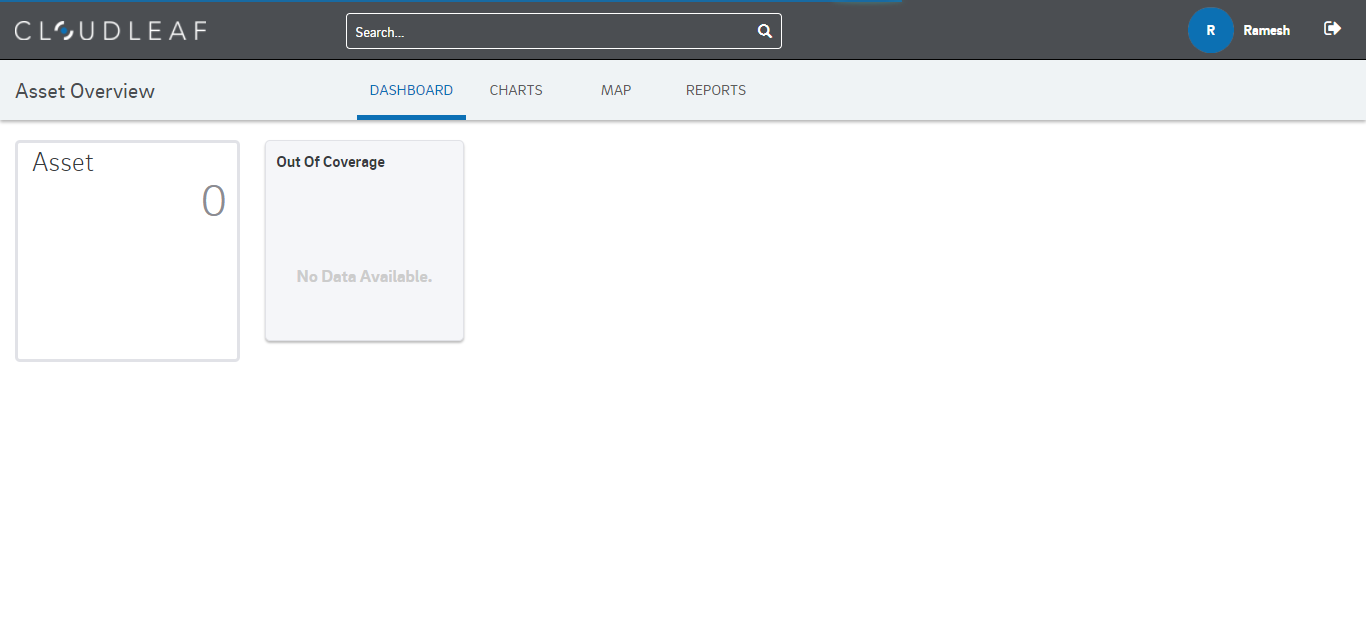 CLOUDLEAF
Search...
R
Ramesh
Asset Overview
DASHBOARD
CHARTS
MAP
REPORTS
Asset
0
Out Of Coverage
No Data Available.